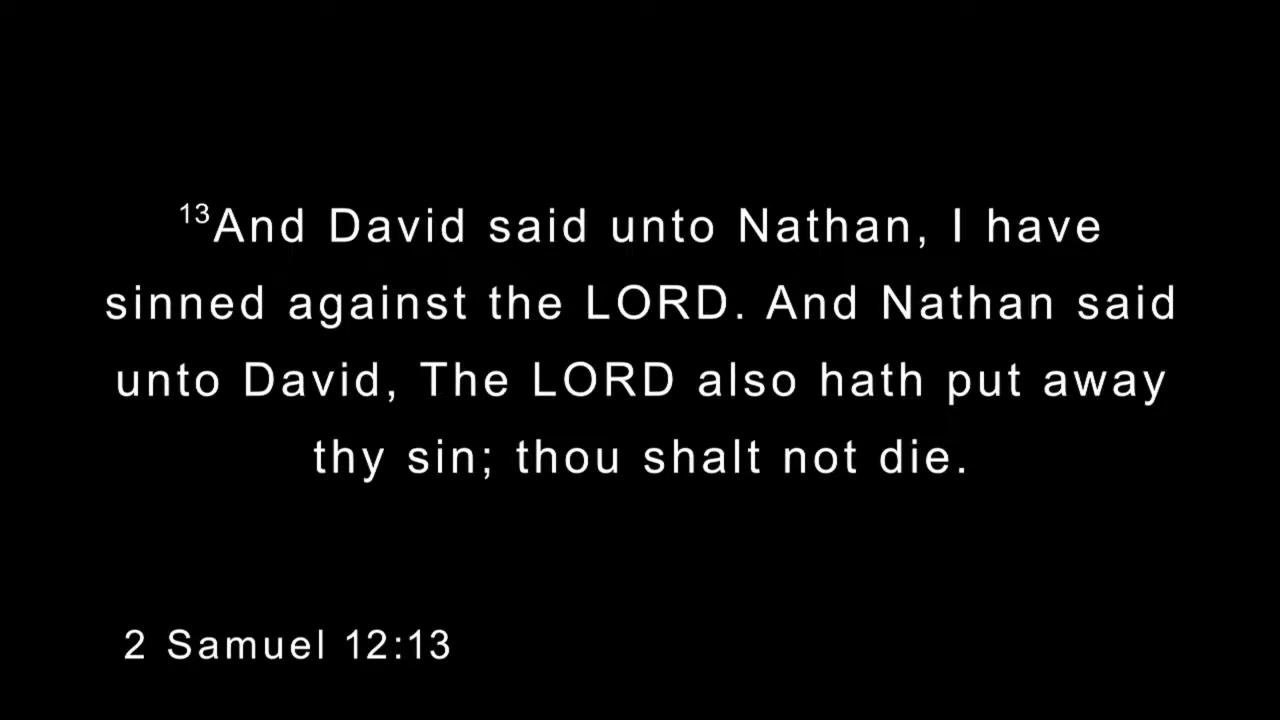 ¹³And David said unto Nathan, I have
sinned against the LORD. And Nathan said
unto David, The LORD also hath put away
thy sin; thou shalt not die.
2 Samuel 12:13